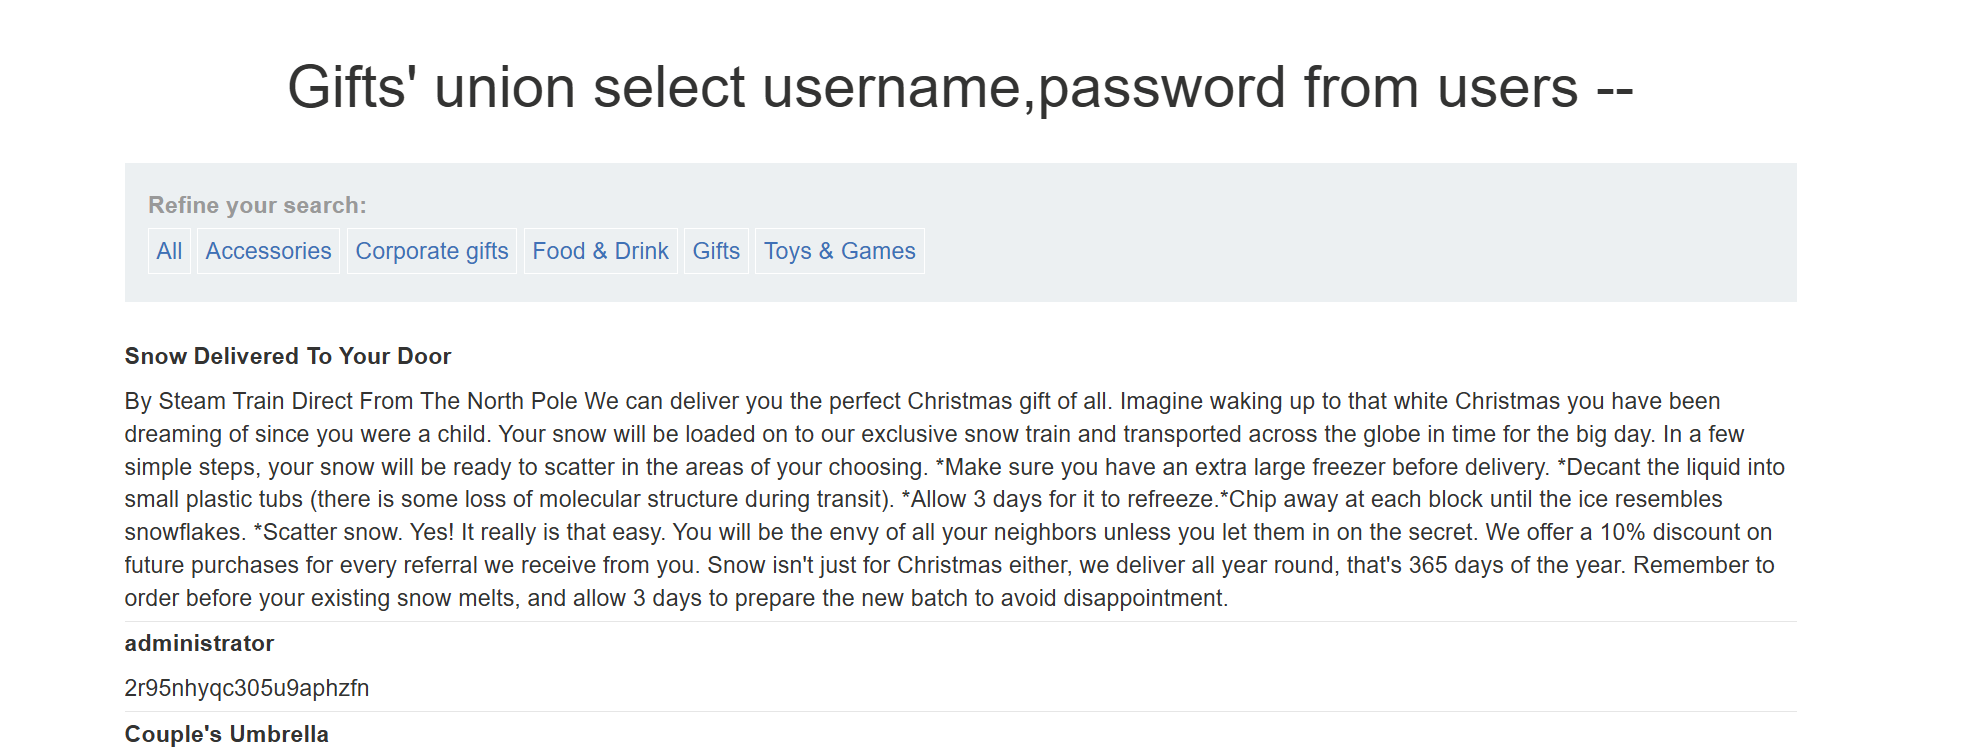 Gifts' union select username,password from users --
Refine your search:
All Accessories Corporate gifts Food & Drink Gifts Toys & Games
Snow Delivered To Your Door
By Steam Train Direct From The North Pole We can deliver you the perfect Christmas gift of all. Imagine waking up to that white Christmas you have been
dreaming of since you were a child. Your snow will be loaded on to our exclusive snow train and transported across the globe in time for the big day. In a few
simple steps, your snow will be ready to scatter in the areas of your choosing. *Make sure you have an extra large freezer before delivery. *Decant the liquid into
small plastic tubs (there is some loss of molecular structure during transit). *Allow 3 days for it to refreeze.*Chip away at each block until the ice resembles
snowflakes. *Scatter snow. Yes! It really is that easy. You will be the envy of all your neighbors unless you let them in on the secret. We offer a 10% discount on
future purchases for every referral we receive from you. Snow isn't just for Christmas either, we deliver all year round, that's 365 days of the year. Remember to
order before your existing snow melts, and allow 3 days to prepare the new batch to avoid disappointment.
administrator
2r95nhyqc305u9aphzfn
Couple's Umbrella